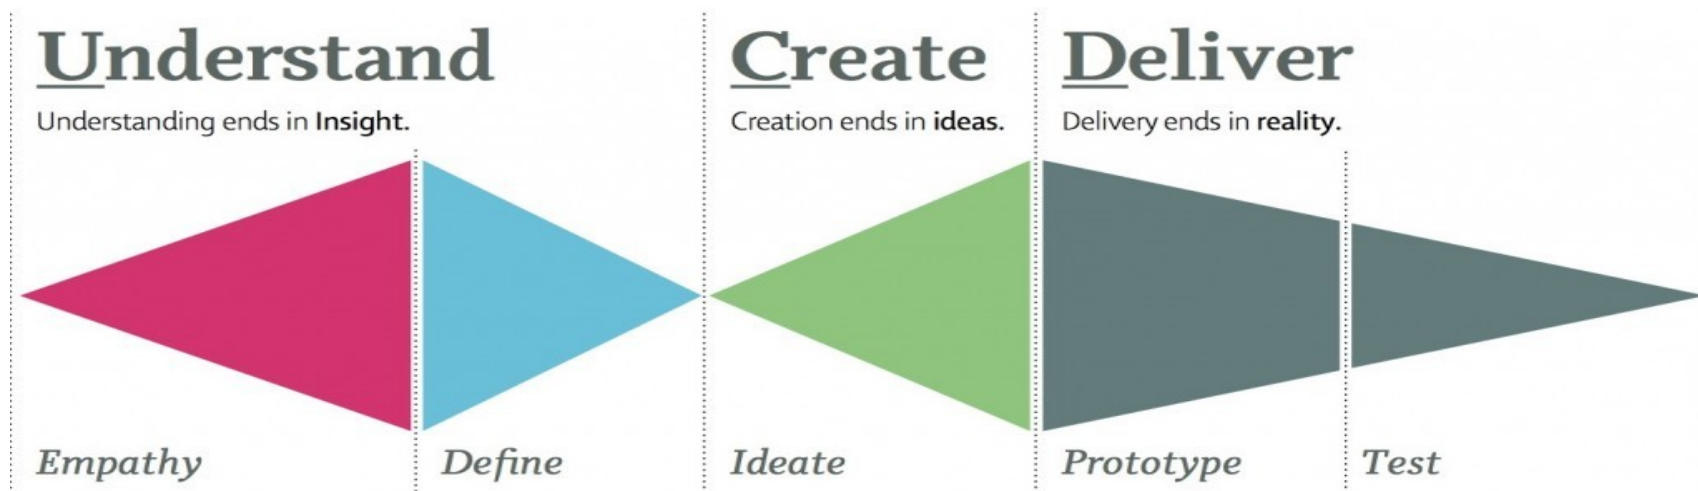 Understand
Understanding ends in Insight.
Create
Creation ends in ideas.
Deliver
Delivery ends in reality.
Empathy
Define
Ideate
Prototype
Test